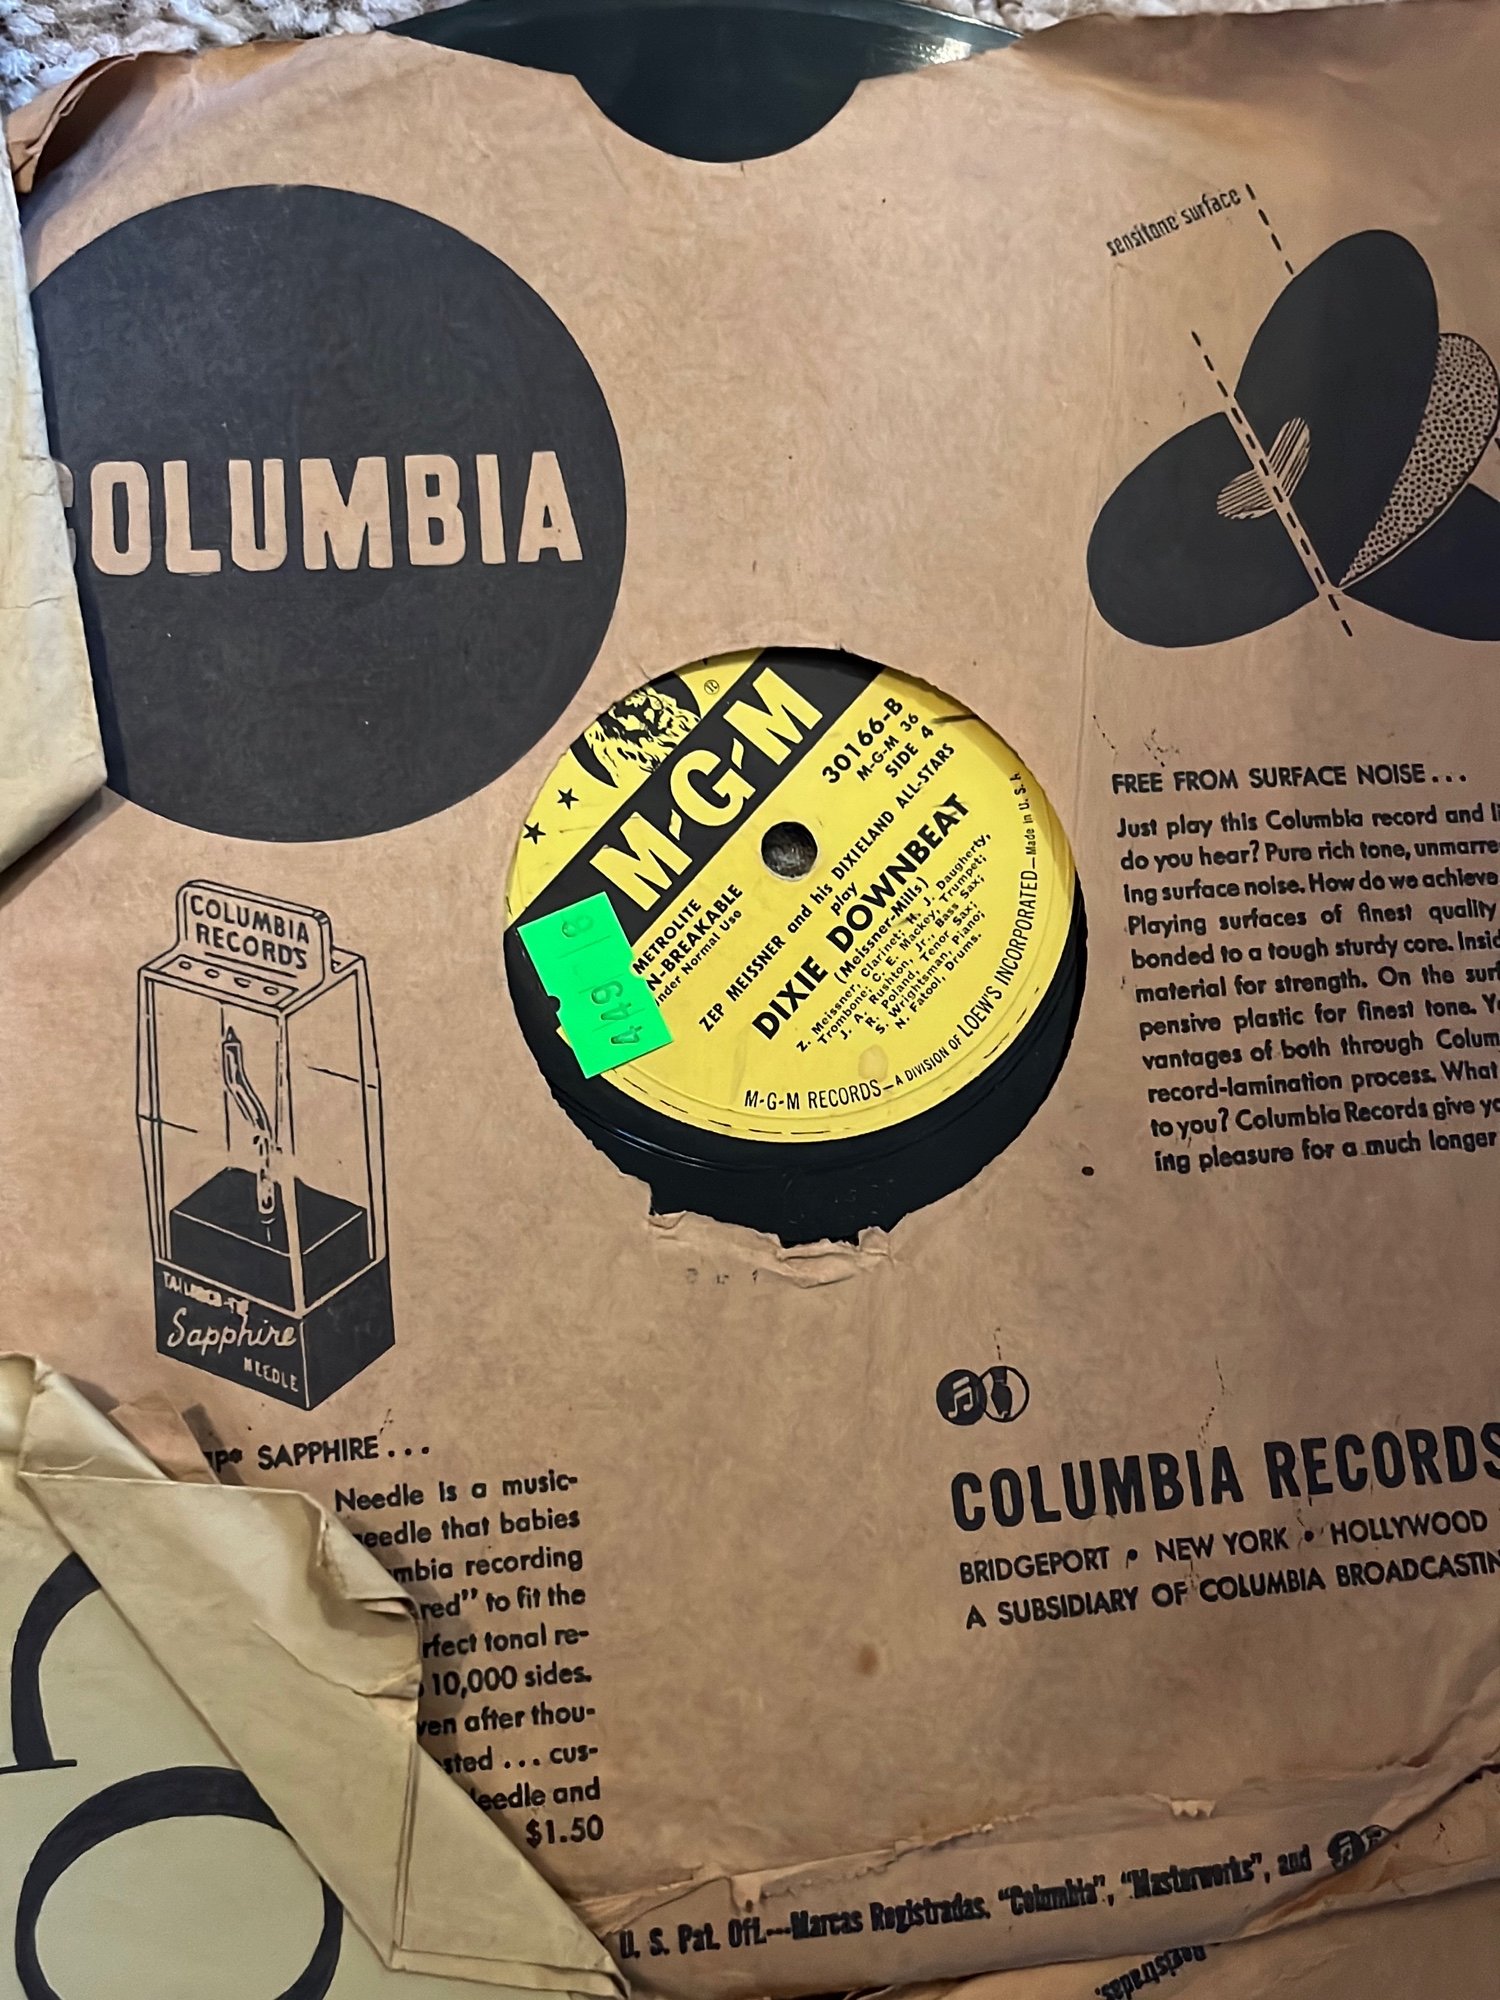 sensitone surface
COLUMBIA
M-G-M
®
30166-B
M-G-M 36
SIDE 4
METROLITE
N-BREAKABLE
Under Normal Use
ZEP MEISSNER and his DIXIELAND ALL-STARS
play
DIXIE DOWNBEAT
(Meissner-Mills)
Z. Meissner, Clarinet; H. J. Daugherty,
Trombone; C. E. Mackey, Trumpet;
J. A. Rushton, Jr., Bass Sax;
R. Poland, Tenor Sax;
S. Wrightsman, Piano;
N. Fatool, Drums.
M-G-M RECORDS—A DIVISION OF LOEW'S INCORPORATED—Made in U. S. A.
FREE FROM SURFACE NOISE...
Just play this Columbia record and li
do you hear? Pure rich tone, unmarre
ing surface noise. How do we achieve
Playing surfaces of finest quality
bonded to a tough sturdy core. Insid
material for strength. On the surf
pensive plastic for finest tone. Yo
vantages of both through Colum
record-lamination process. What
to you? Columbia Records give yo
ing pleasure for a much longer
COLUMBIA
RECORDS
Sapphire
NEEDLE
IP® SAPPHIRE...
Needle is a music-
needle that babies
mbia recording
red" to fit the
rfect tonal re-
10,000 sides.
ven after thou-
sted ... cus-
Needle and
$1.50
COLUMBIA RECORDS
BRIDGEPORT • NEW YORK • HOLLYWOOD
A SUBSIDIARY OF COLUMBIA BROADCASTIN
U. S. Pat. Off.—Marcas Registradas. "Columbia", "Masterworks", and
Registradas.